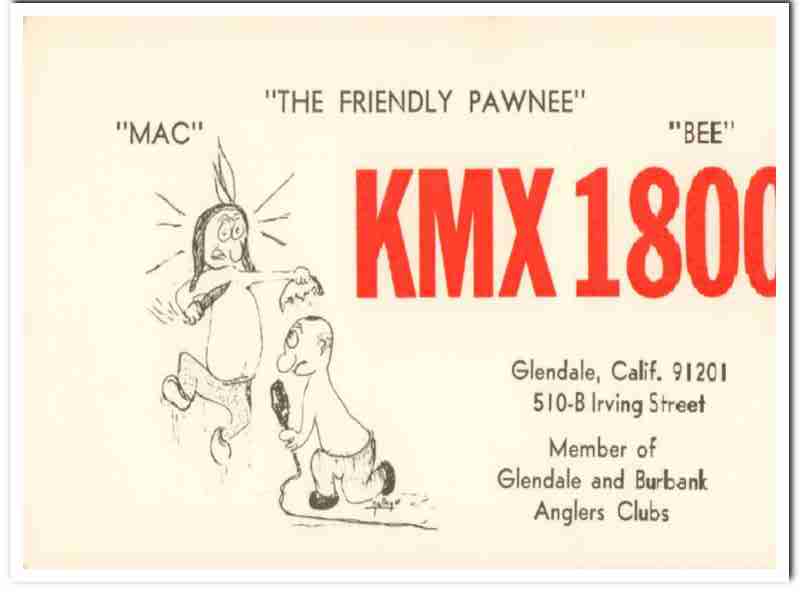 "THE FRIENDLY PAWNEE"
"MAC"
"BEE"
KMX 1800
Glendale, Calif. 91201
510-B Irving Street
Member of
Glendale and Burbank
Anglers Clubs